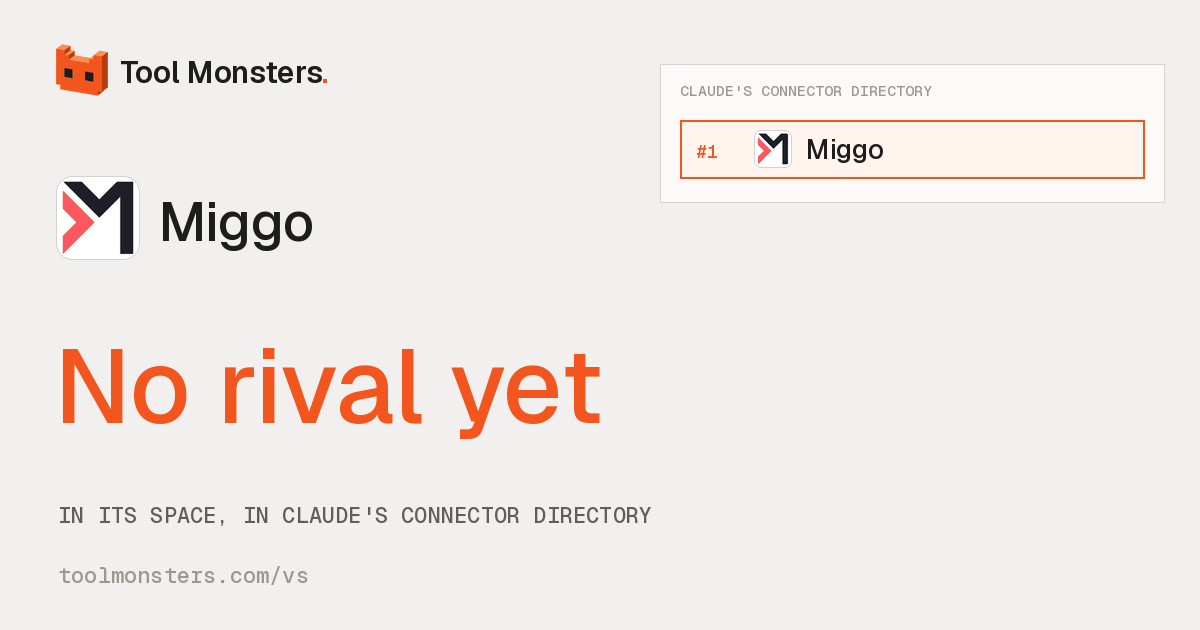 Tool Monsters.
Miggo
No rival yet
IN ITS SPACE, IN CLAUDE'S CONNECTOR DIRECTORY
toolmonsters.com/vs
CLAUDE'S CONNECTOR DIRECTORY
#1 Miggo